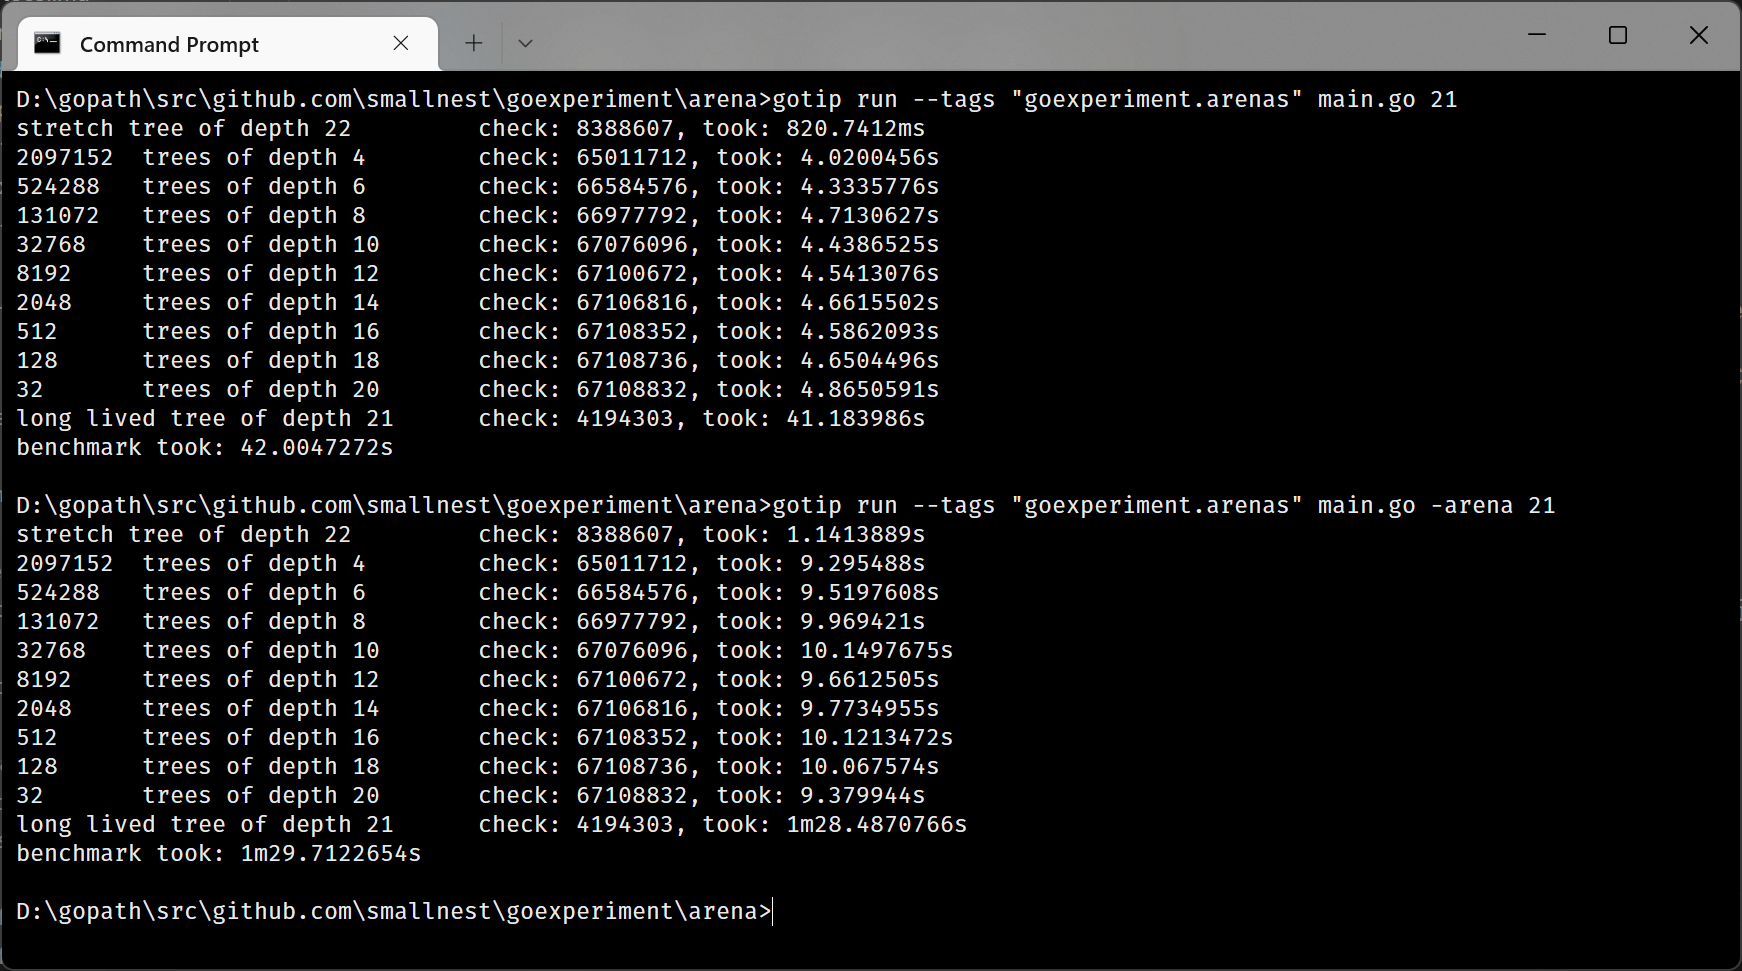 Command Prompt
D:\gopath\src\github.com\smallnest\goexperiment\arena>gotip run --tags "goexperiment.arenas" main.go 21
stretch tree of depth 22         check: 8388607, took: 820.7412ms
2097152  trees of depth 4        check: 65011712, took: 4.0200456s
524288   trees of depth 6        check: 66584576, took: 4.3335776s
131072   trees of depth 8        check: 66977792, took: 4.7130627s
32768    trees of depth 10       check: 67076096, took: 4.4386525s
8192     trees of depth 12       check: 67100672, took: 4.5413076s
2048     trees of depth 14       check: 67106816, took: 4.6615502s
512      trees of depth 16       check: 67108352, took: 4.5862093s
128      trees of depth 18       check: 67108736, took: 4.6504496s
32       trees of depth 20       check: 67108832, took: 4.8650591s
long lived tree of depth 21      check: 4194303, took: 41.183986s
benchmark took: 42.0047272s
D:\gopath\src\github.com\smallnest\goexperiment\arena>gotip run --tags "goexperiment.arenas" main.go -arena 21
stretch tree of depth 22         check: 8388607, took: 1.1413889s
2097152  trees of depth 4        check: 65011712, took: 9.295488s
524288   trees of depth 6        check: 66584576, took: 9.5197608s
131072   trees of depth 8        check: 66977792, took: 9.969421s
32768    trees of depth 10       check: 67076096, took: 10.1497675s
8192     trees of depth 12       check: 67100672, took: 9.6612505s
2048     trees of depth 14       check: 67106816, took: 9.7734955s
512      trees of depth 16       check: 67108352, took: 10.1213472s
128      trees of depth 18       check: 67108736, took: 10.067574s
32       trees of depth 20       check: 67108832, took: 9.379944s
long lived tree of depth 21      check: 4194303, took: 1m28.4870766s
benchmark took: 1m29.7122654s
D:\gopath\src\github.com\smallnest\goexperiment\arena>